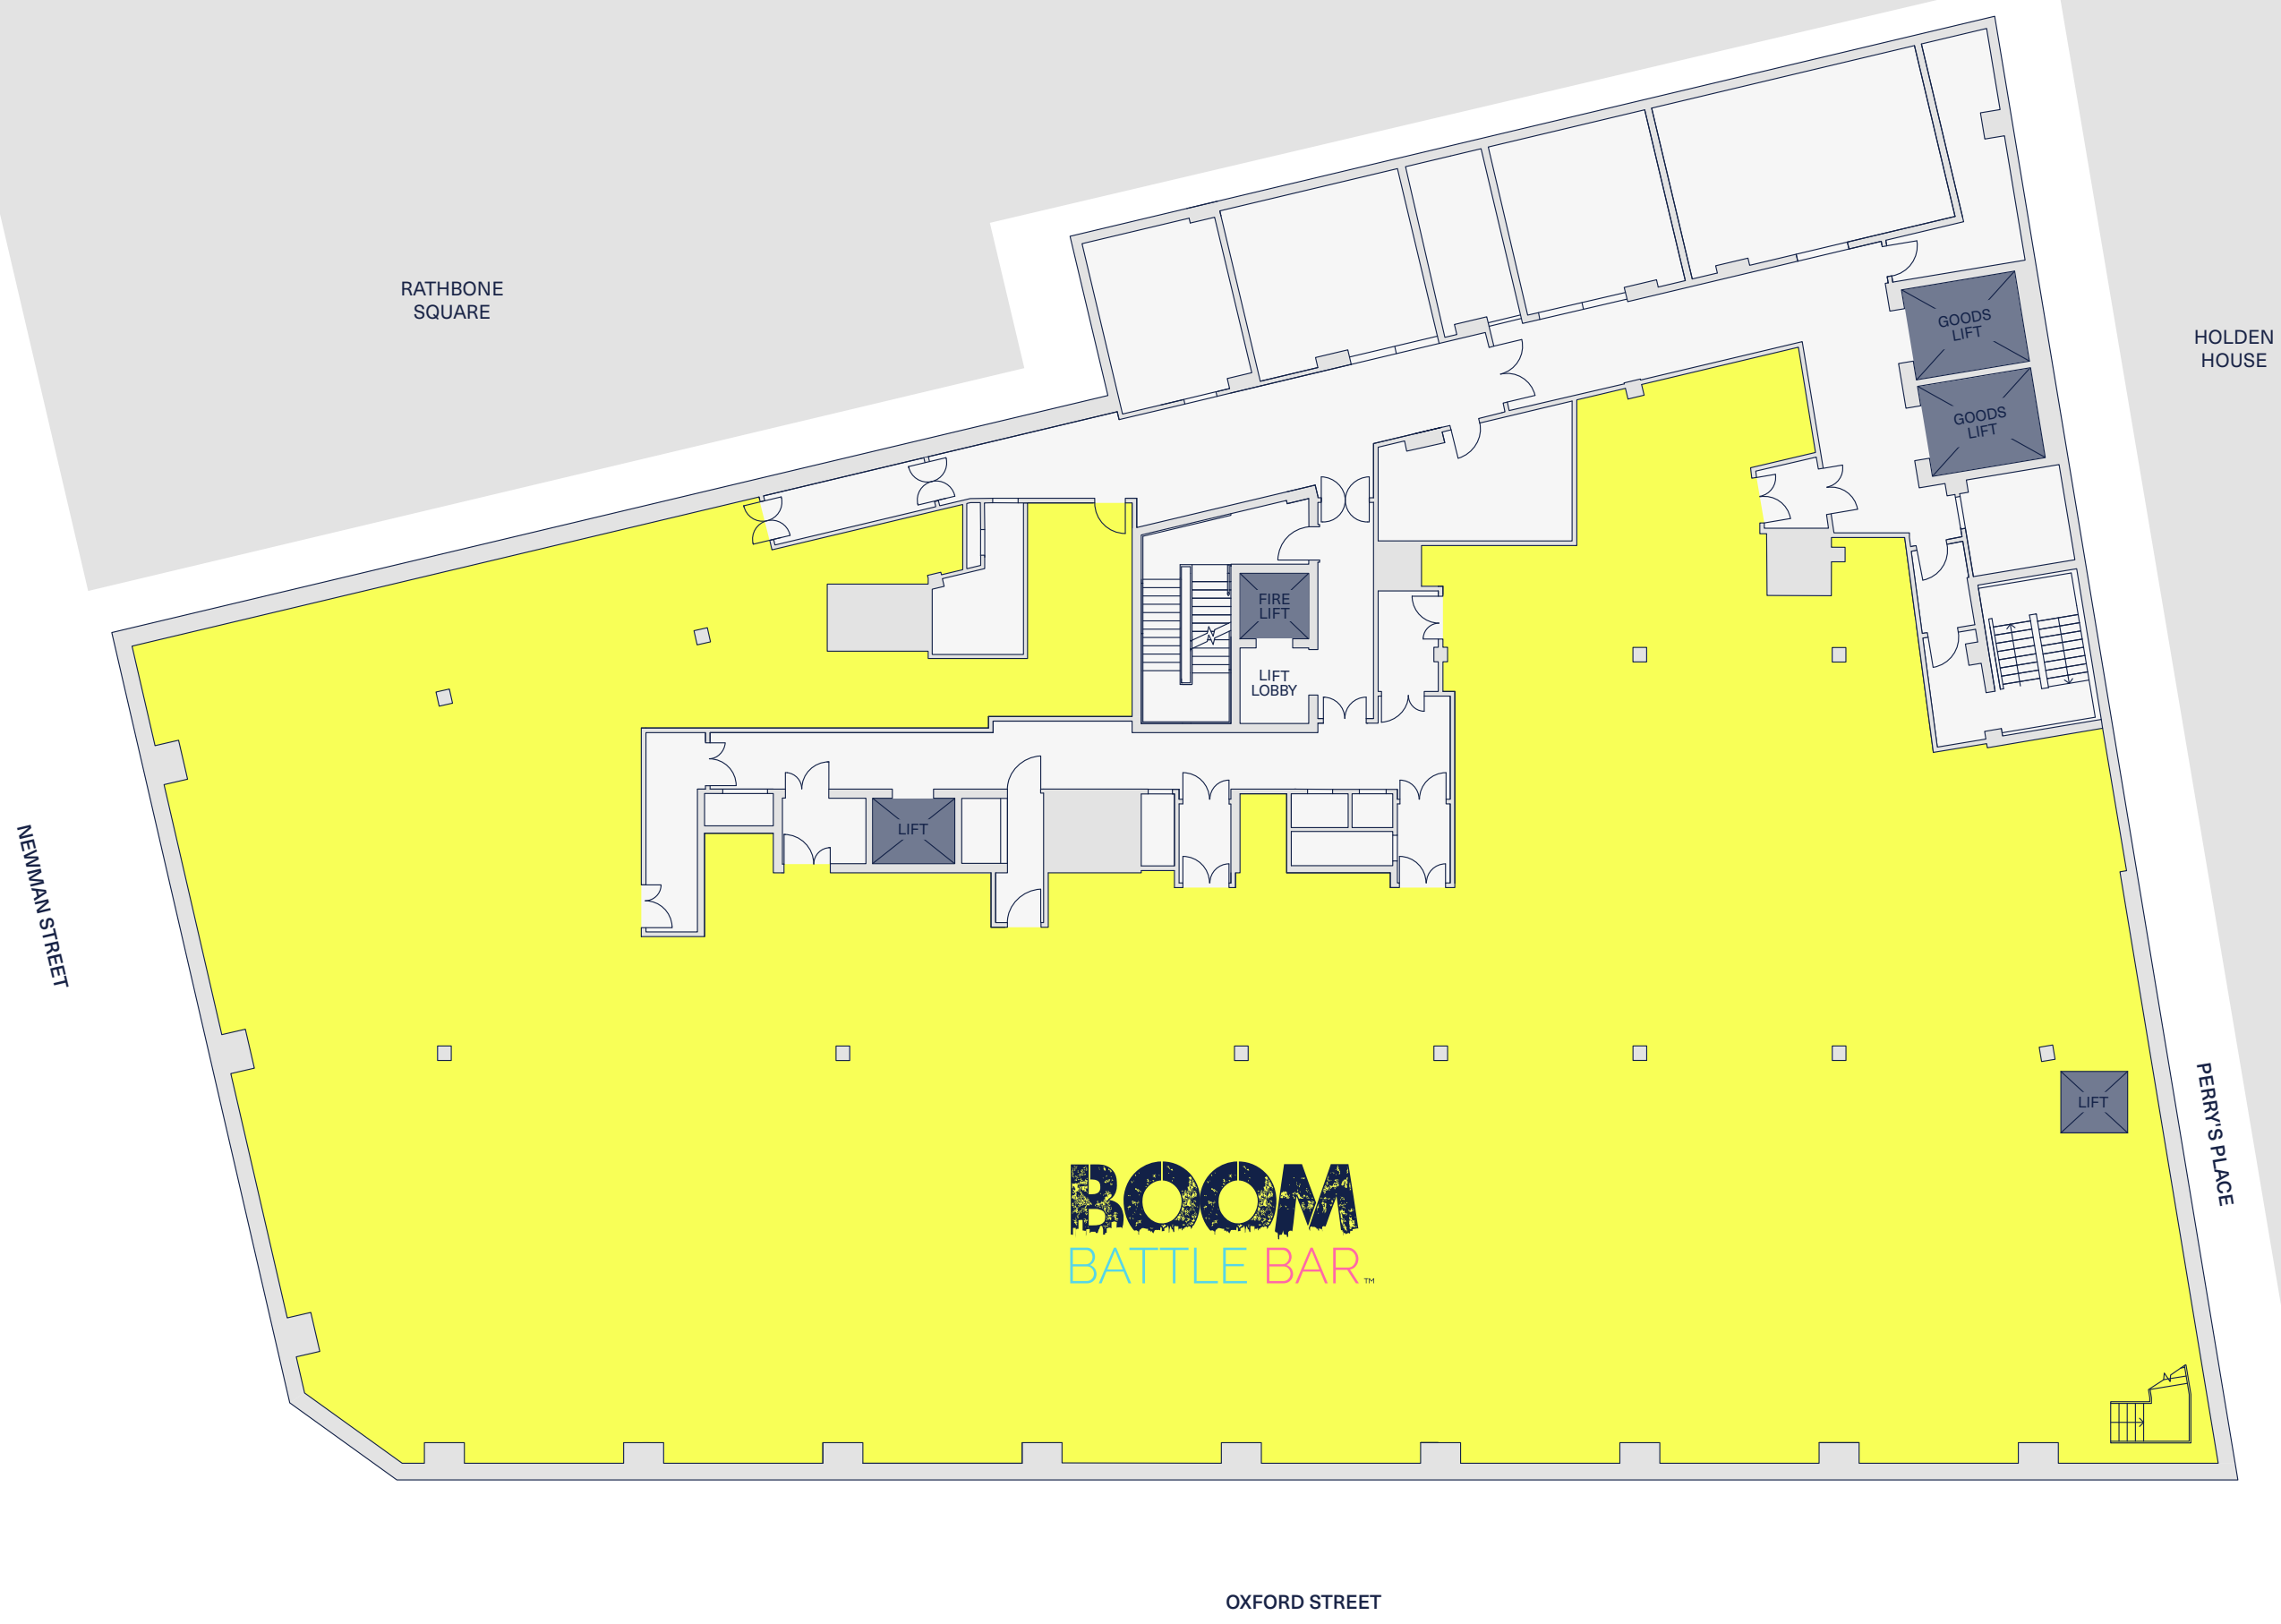 RATHBONE
SQUARE
GOODS
LIFT
HOLDEN
HOUSE
GOODS
LIFT
FIRE
LIFT
LIFT
LOBBY
LIFT
NEWMAN STREET
LIFT
PERRY'S PLACE
BOOM
BATTLE BAR™
OXFORD STREET